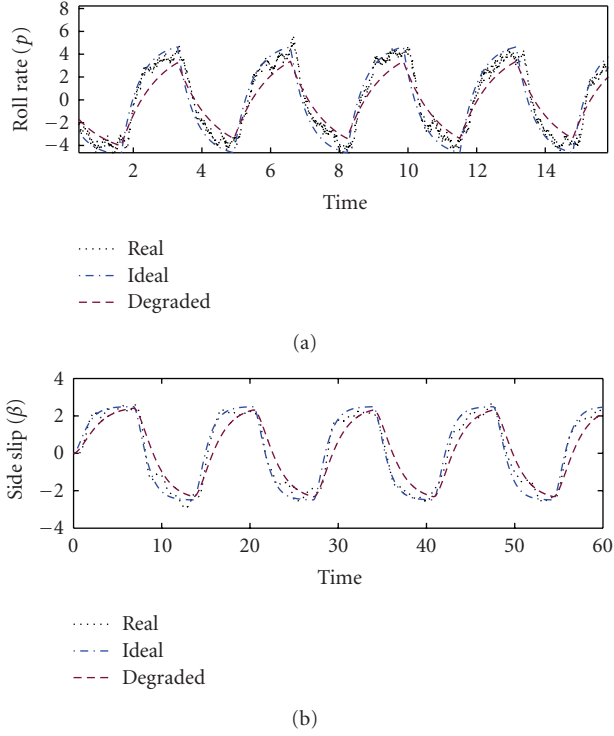 8
6
4
2
0
−2
−4
Roll rate (p)
2 4 6 8 10 12 14
Time
Real
Ideal
Degraded
(a)
4
2
0
−2
−4
Side slip (β)
0 10 20 30 40 50 60
Time
Real
Ideal
Degraded
(b)